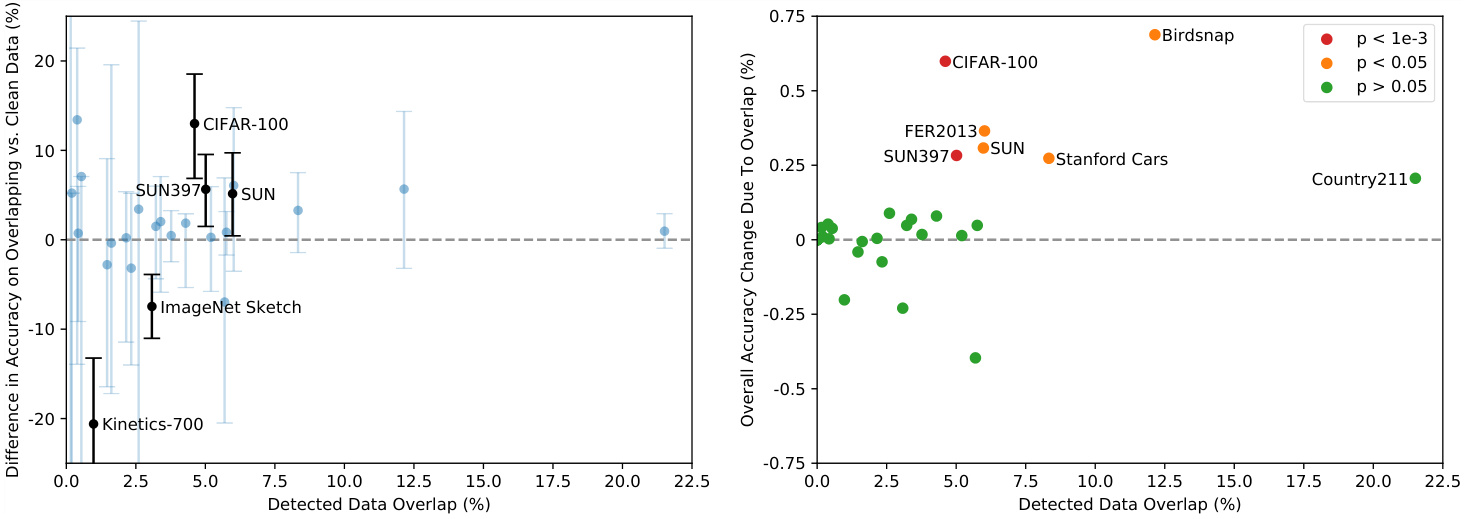 Difference in Accuracy on Overlapping vs. Clean Data (%)
20
10
0
-10
-20
CIFAR-100
SUN397
SUN
ImageNet Sketch
Kinetics-700
0.0 2.5 5.0 7.5 10.0 12.5 15.0 17.5 20.0 22.5
Detected Data Overlap (%)
Overall Accuracy Change Due To Overlap (%)
0.75
0.5
0.25
0
-0.25
-0.5
-0.75
Birdsnap
CIFAR-100
FER2013
SUN
SUN397
Stanford Cars
Country211
p < 1e-3
p < 0.05
p > 0.05
0.0 2.5 5.0 7.5 10.0 12.5 15.0 17.5 20.0 22.5
Detected Data Overlap (%)